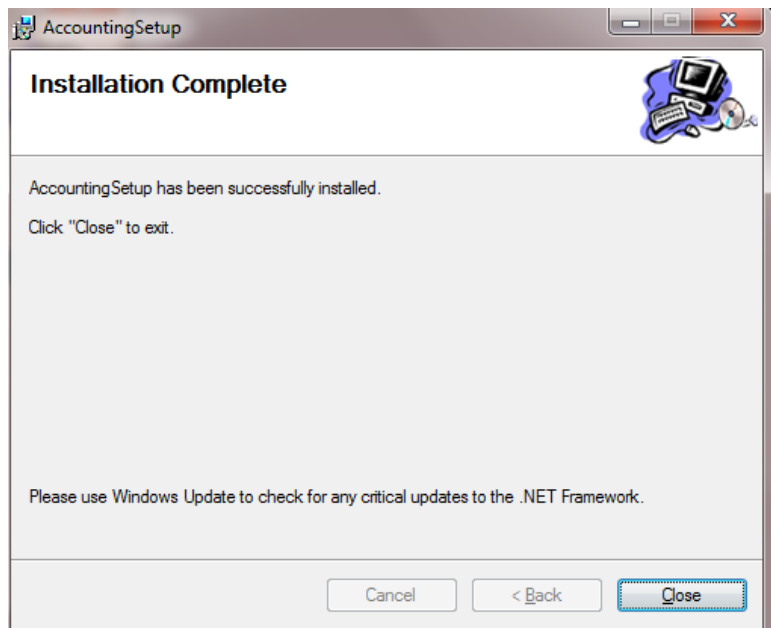 AccountingSetup
Installation Complete
AccountingSetup has been successfully installed.
Click "Close" to exit.
Please use Windows Update to check for any critical updates to the .NET Framework.
Cancel
< Back
Close